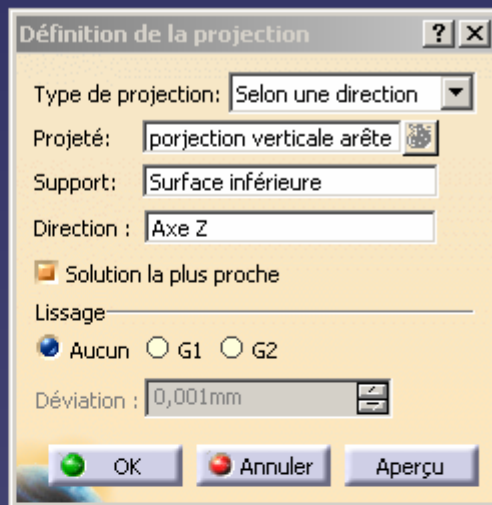 Définition de la projection
Type de projection: Selon une direction
Projeté: porjection verticale arête
Support: Surface inférieure
Direction : Axe Z
Solution la plus proche
Lissage
Aucun G1 G2
Déviation : 0,001mm
OK Annuler Aperçu